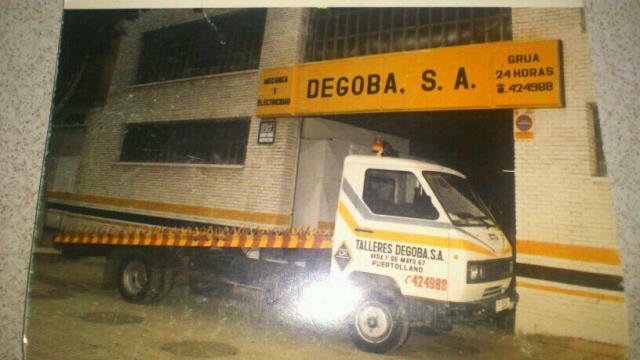 MECANICA
Y
ELECTRICIDAD
DEGOBA, S. A.
GRUA
24 HORAS
424988
TALLERES DEGOBA, S.A.
AVDA 1º DE MAYO 67
PUERTOLLANO
424988